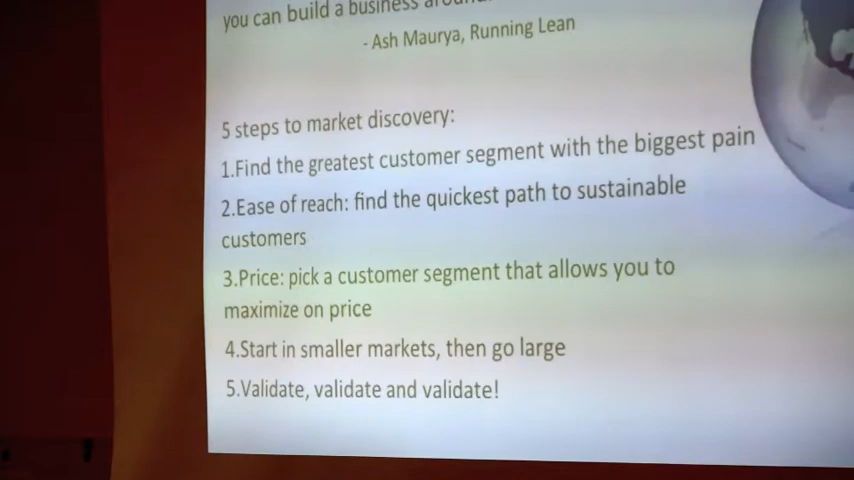 you can build a business
- Ash Maurya, Running Lean
5 steps to market discovery:
1.Find the greatest customer segment with the biggest pain
2.Ease of reach: find the quickest path to sustainable
customers
3.Price: pick a customer segment that allows you to
maximize on price
4.Start in smaller markets, then go large
5.Validate, validate and validate!